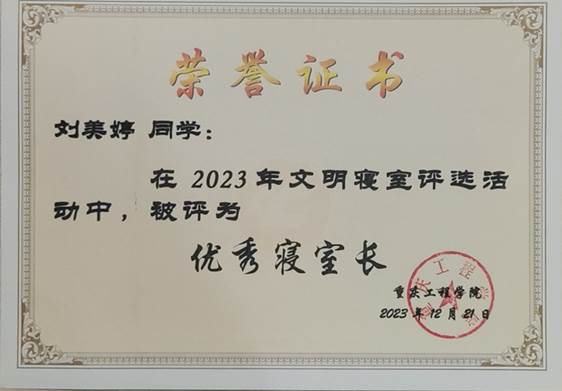 荣誉证书
刘美婷 同学：
在 2023 年文明寝室评选活
动中，被评为
优秀寝室长
重庆工程学院
2023 年 12 月 21 日